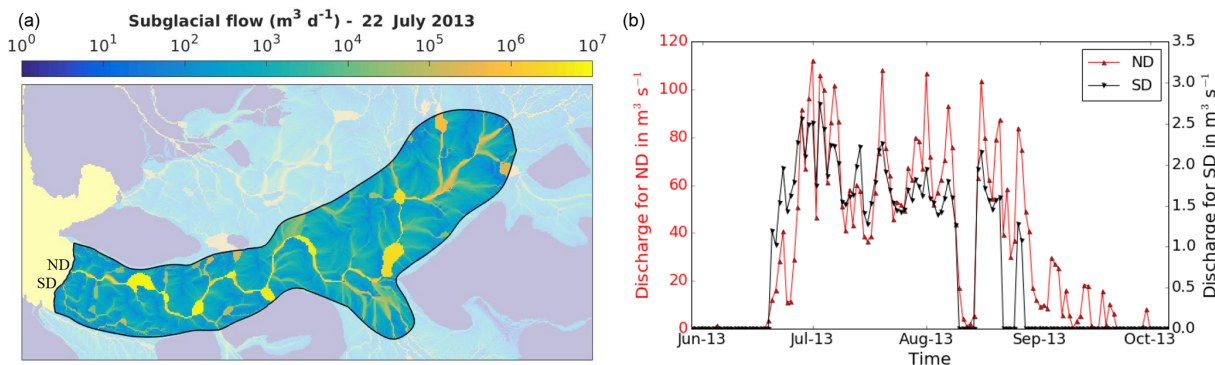 (a)
Subglacial flow (m³ d⁻¹) - 22 July 2013
10⁰ 10¹ 10² 10³ 10⁴ 10⁵ 10⁶ 10⁷
ND
SD
(b)
Discharge for ND in m³ s⁻¹
120
100
80
60
40
20
0
ND
SD
3.5
3.0
2.5
2.0
1.5
1.0
0.5
0.0
Discharge for SD in m³ s⁻¹
Jun-13 Jul-13 Aug-13 Sep-13 Oct-13
Time